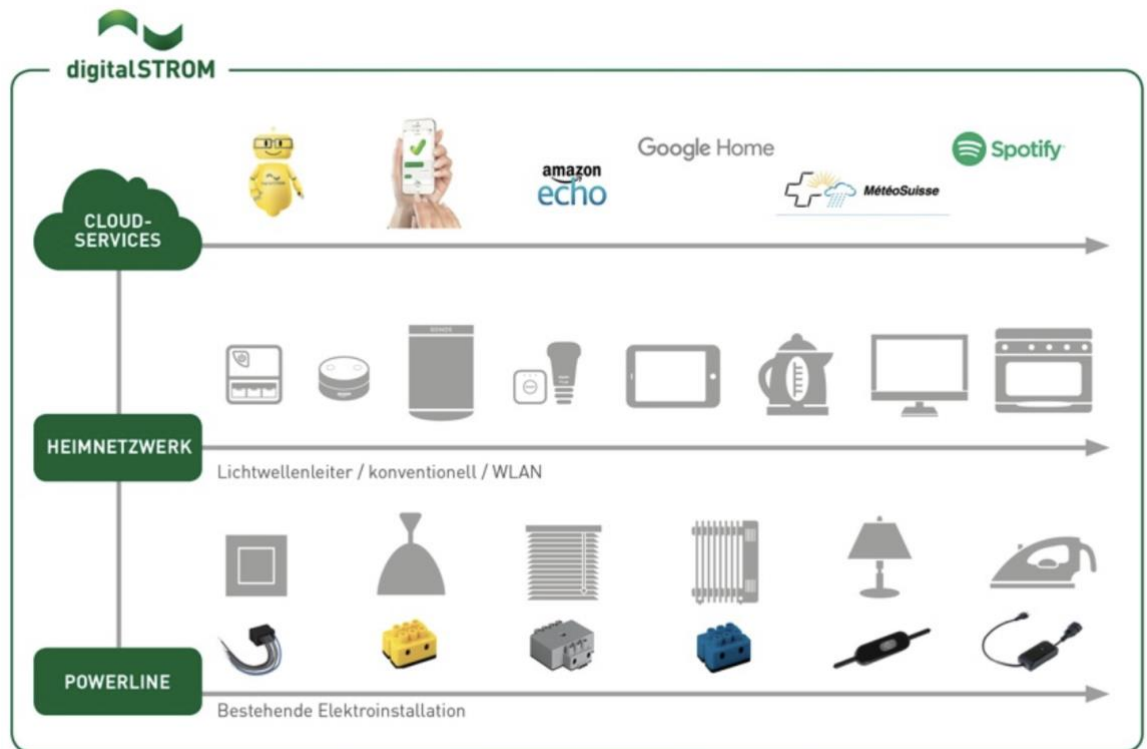 digitalSTROM
Google Home
Spotify
amazon
echo
MétéoSuisse
CLOUD-
SERVICES
HEIMNETZWERK
Lichtwellenleiter / konventionell / WLAN
POWERLINE
Bestehende Elektroinstallation